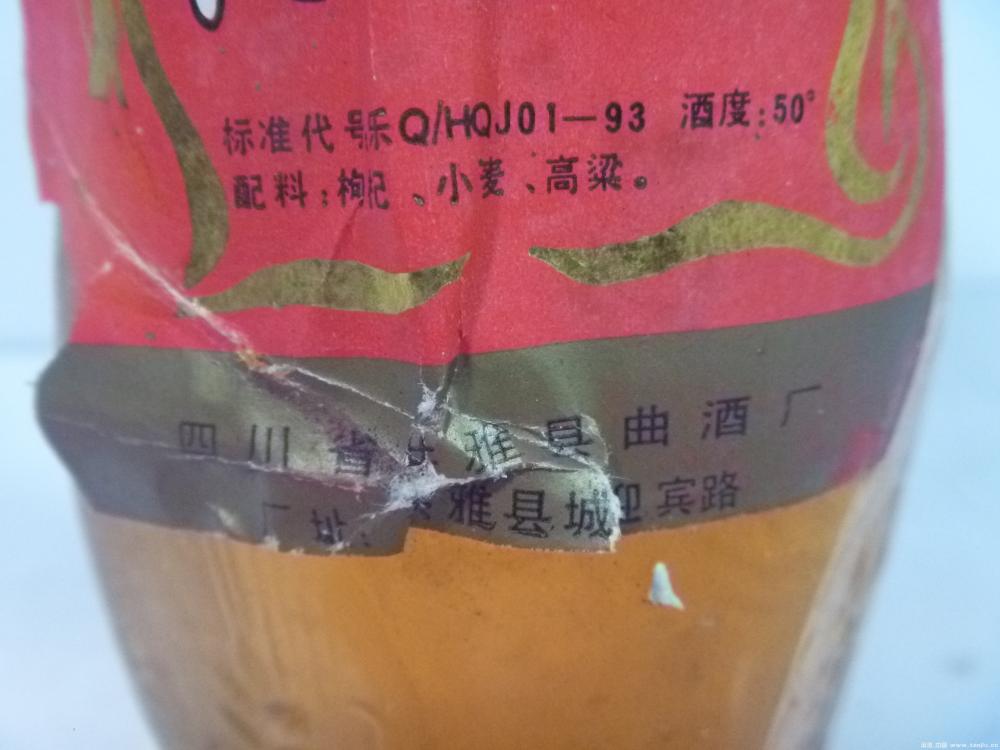 标准代号乐Q/HQJ01—93 酒度:50°
配料:枸杞、小麦、高粱。
四川省 雅县曲酒厂
厂址: 雅县城迎宾路